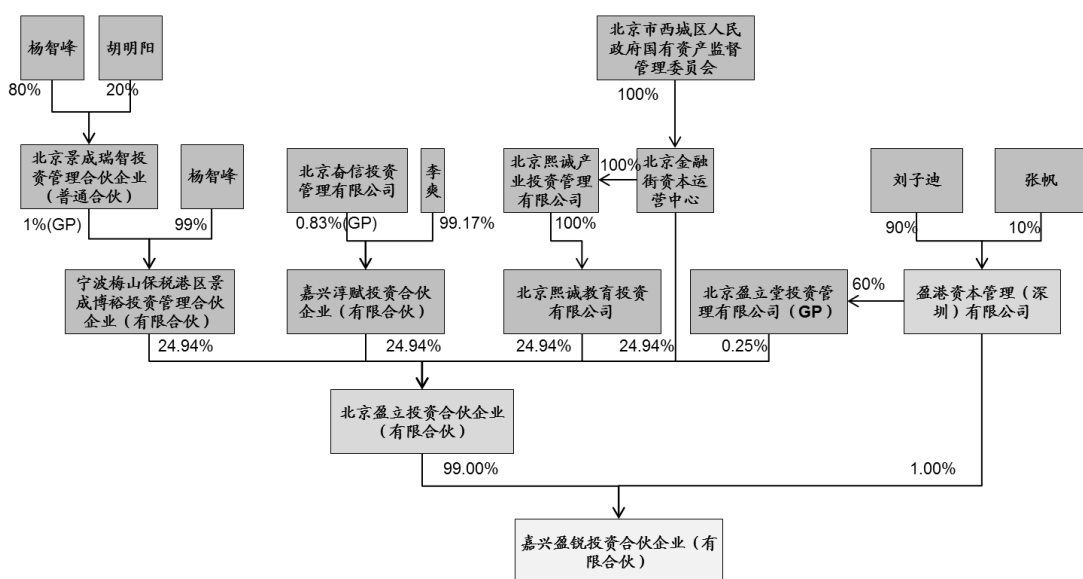 北京市西城区人民
政府国有资产监督
管理委员会
杨智峰
胡明阳
80%
20%
100%
北京景成瑞智投
资管理合伙企业
（普通合伙）
杨智峰
北京奋信投资
管理有限公司
李
爽
北京熙诚产
业投资管理
有限公司
100%
北京金融
街资本运
营中心
刘子迪
张帆
1%(GP)
99%
0.83%(GP)
99.17%
100%
90%
10%
宁波梅山保税港区景
成博裕投资管理合伙
企业（有限合伙）
嘉兴淳赋投资合伙
企业（有限合伙）
北京熙诚教育投资
有限公司
北京盈立堂投资管
理有限公司（GP）
60%
盈港资本管理（深
圳）有限公司
24.94%
24.94%
24.94%
24.94%
0.25%
北京盈立投资合伙企业
（有限合伙）
99.00%
1.00%
嘉兴盈锐投资合伙企业（有
限合伙）